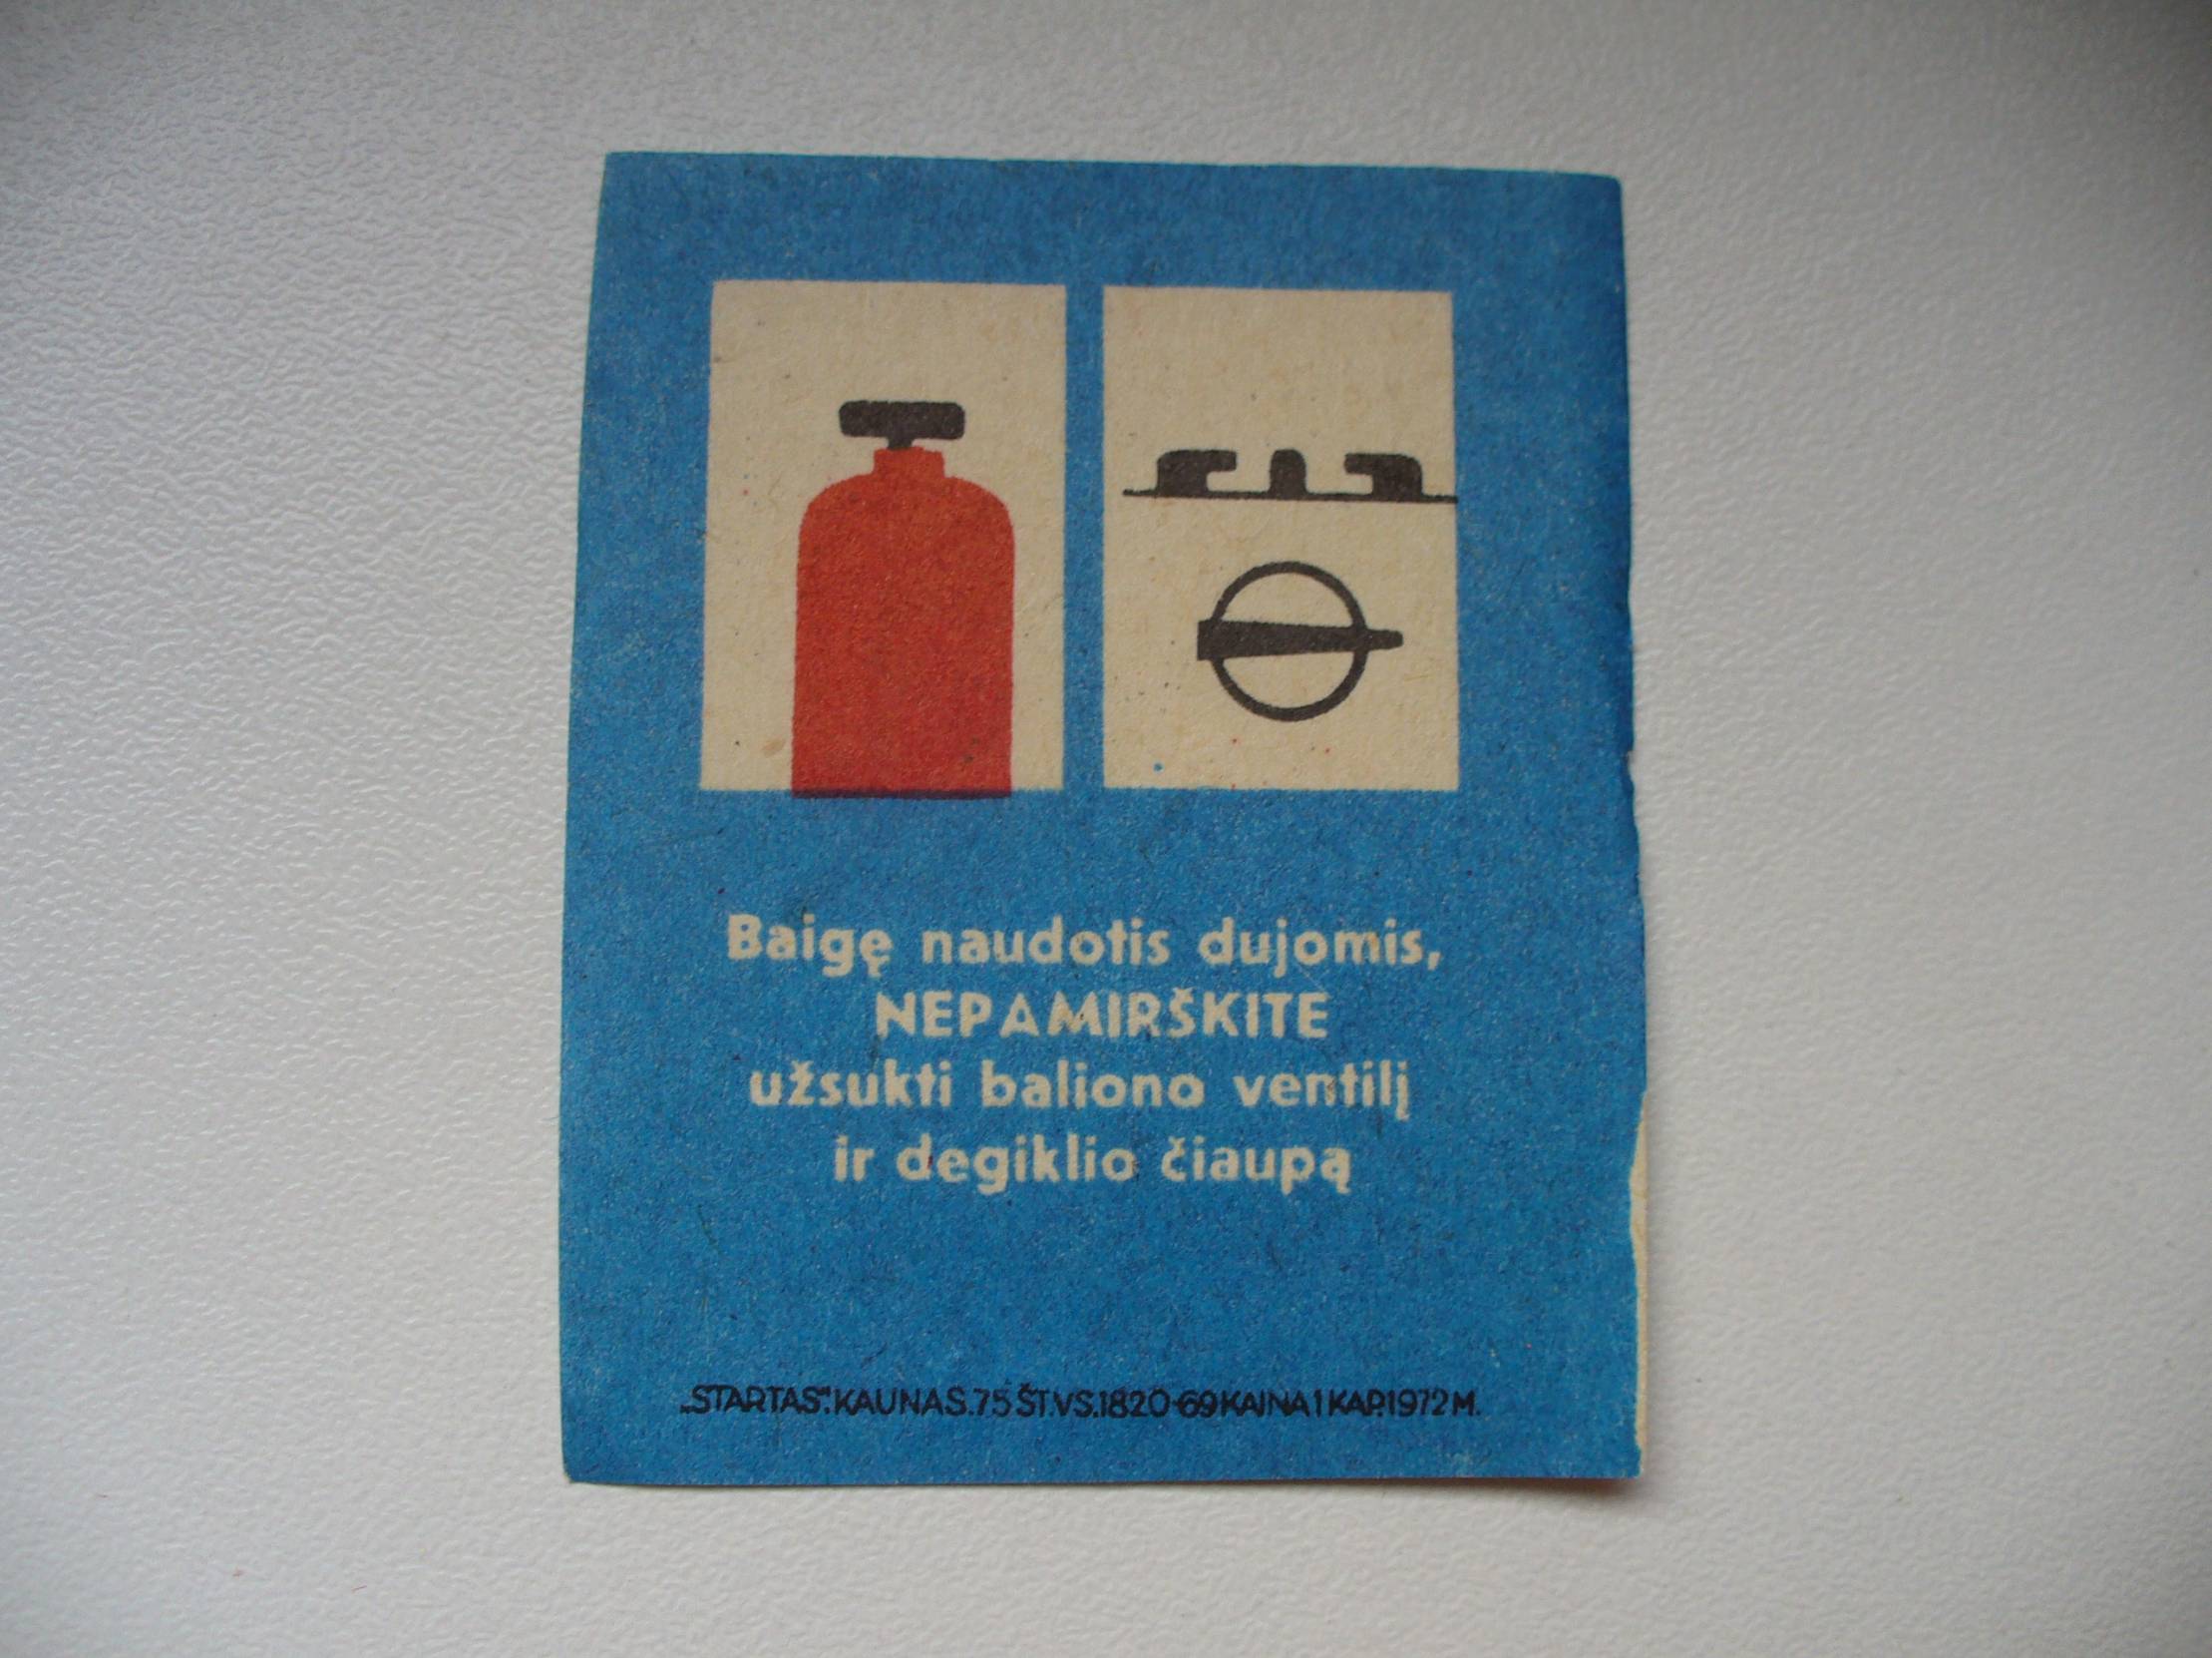 Baigę naudotis dujomis,
NEPAMIRŠKITE
užsukti baliono ventilį
ir degiklio čiaupą
„STARTAS“. KAUNAS. 75 ŠT. VS. 1820-69 KAINA 1 KAP. 1972 M.